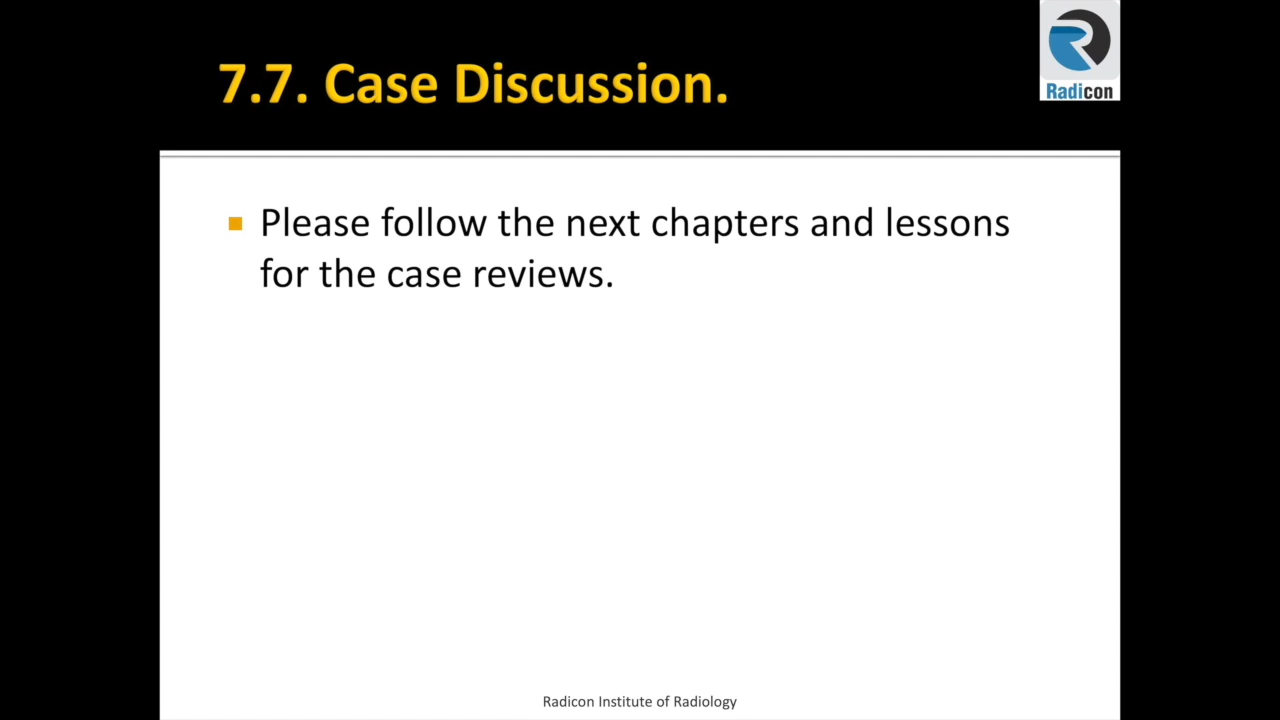 7.7. Case Discussion.
Radicon
Please follow the next chapters and lessons
for the case reviews.
Radicon Institute of Radiology